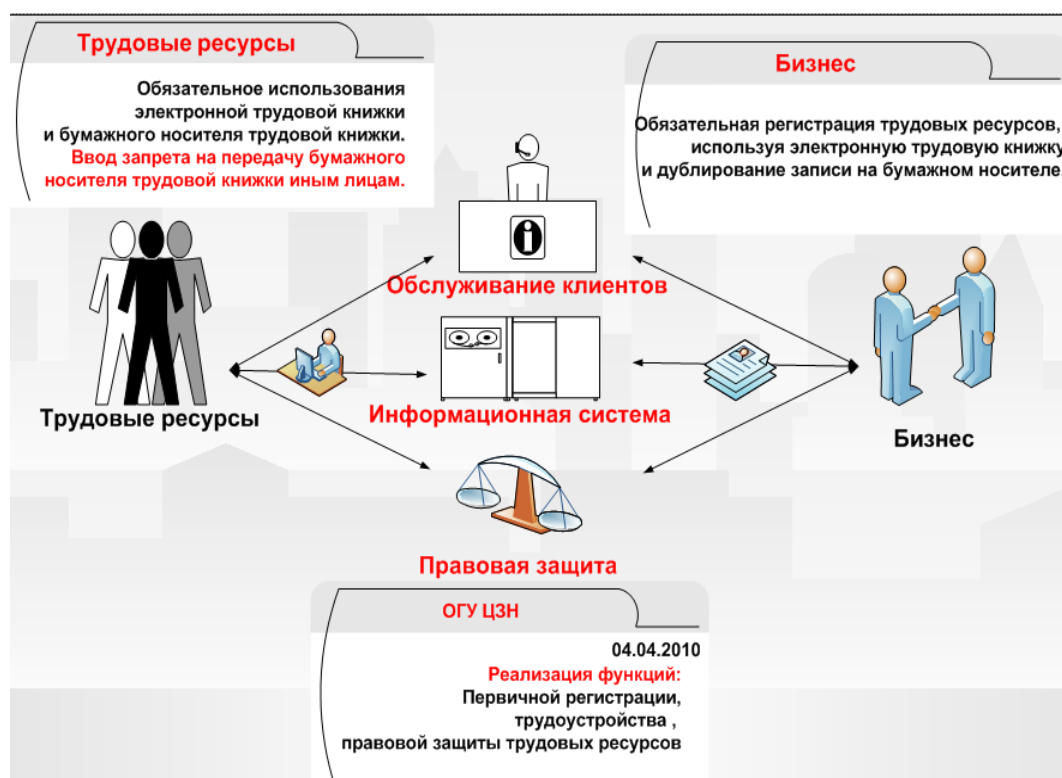 Трудовые ресурсы
Обязательное использования
электронной трудовой книжки
и бумажного носителя трудовой книжки.
Ввод запрета на передачу бумажного
носителя трудовой книжки иным лицам.
Бизнес
Обязательная регистрация трудовых ресурсов,
используя электронную трудовую книжку
и дублирование записи на бумажном носителе.
Обслуживание клиентов
Информационная система
Трудовые ресурсы
Бизнес
Правовая защита
ОГУ ЦЗН
04.04.2010
Реализация функций:
Первичной регистрации,
трудоустройства ,
правовой защиты трудовых ресурсов